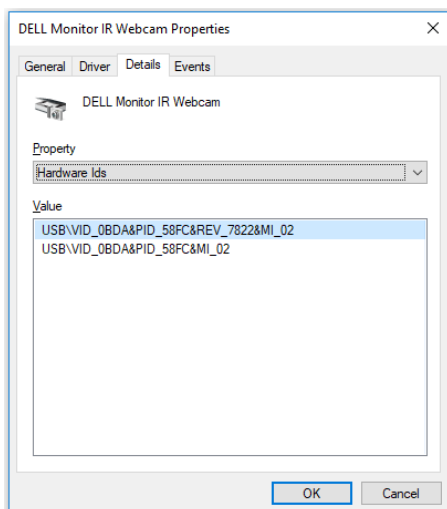 DELL Monitor IR Webcam Properties
General Driver Details Events
DELL Monitor IR Webcam
Property
Hardware Ids
Value
USB\VID_0BDA&PID_58FC&REV_7822&MI_02
USB\VID_0BDA&PID_58FC&MI_02
OK Cancel